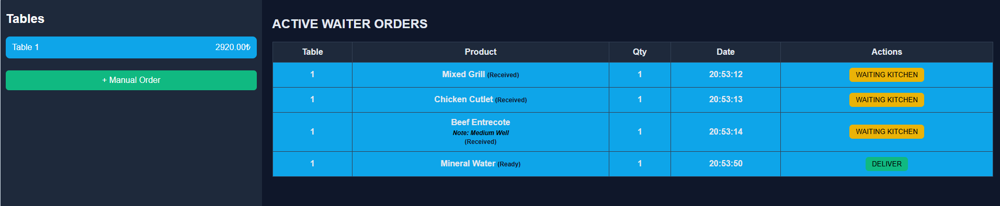 Tables
Table 1 2920.00₺
+ Manual Order
ACTIVE WAITER ORDERS
Table Product Qty Date Actions
1 Mixed Grill (Received) 1 20:53:12 WAITING KITCHEN
1 Chicken Cutlet (Received) 1 20:53:13 WAITING KITCHEN
Beef Entrecote
1 Note: Medium Well 1 20:53:14 WAITING KITCHEN
(Received)
1 Mineral Water (Ready) 1 20:53:50 DELIVER